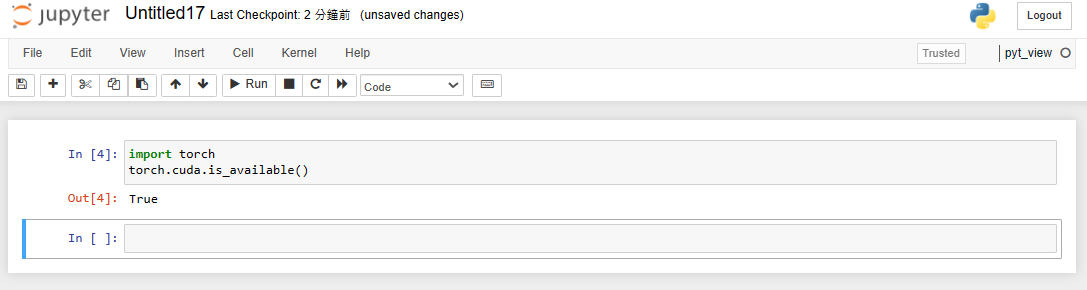 jupyter Untitled17 Last Checkpoint: 2 分鐘前 (unsaved changes) Logout
File Edit View Insert Cell Kernel Help Trusted pyt_view
Run Code
In [4]: import torch
torch.cuda.is_available()
Out[4]: True
In [ ]: